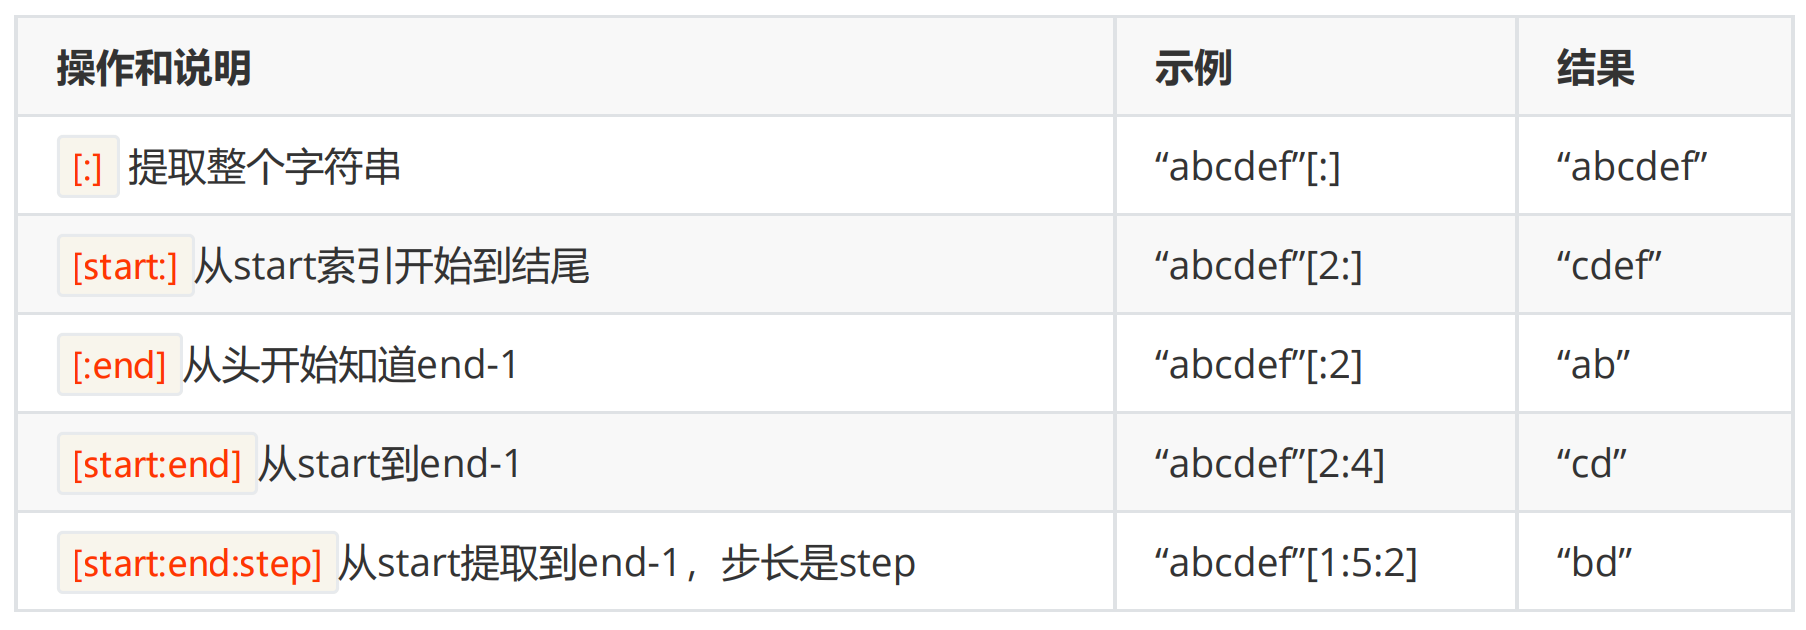 操作和说明 示例 结果
[:] 提取整个字符串 “abcdef”[:] “abcdef”
[start:]从start索引开始到结尾 “abcdef”[2:] “cdef”
[:end]从头开始知道end-1 “abcdef”[:2] “ab”
[start:end]从start到end-1 “abcdef”[2:4] “cd”
[start:end:step]从start提取到end-1，步长是step “abcdef”[1:5:2] “bd”